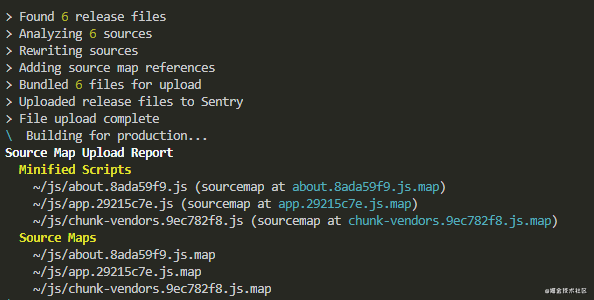 > Found 6 release files
> Analyzing 6 sources
> Rewriting sources
> Adding source map references
> Bundled 6 files for upload
> Uploaded release files to Sentry
> File upload complete
\  Building for production...
Source Map Upload Report
  Minified Scripts
    ~/js/about.8ada59f9.js (sourcemap at about.8ada59f9.js.map)
    ~/js/app.29215c7e.js (sourcemap at app.29215c7e.js.map)
    ~/js/chunk-vendors.9ec782f8.js (sourcemap at chunk-vendors.9ec782f8.js.map)
  Source Maps
    ~/js/about.8ada59f9.js.map
    ~/js/app.29215c7e.js.map
    ~/js/chunk-vendors.9ec782f8.js.map
@掘金技术社区